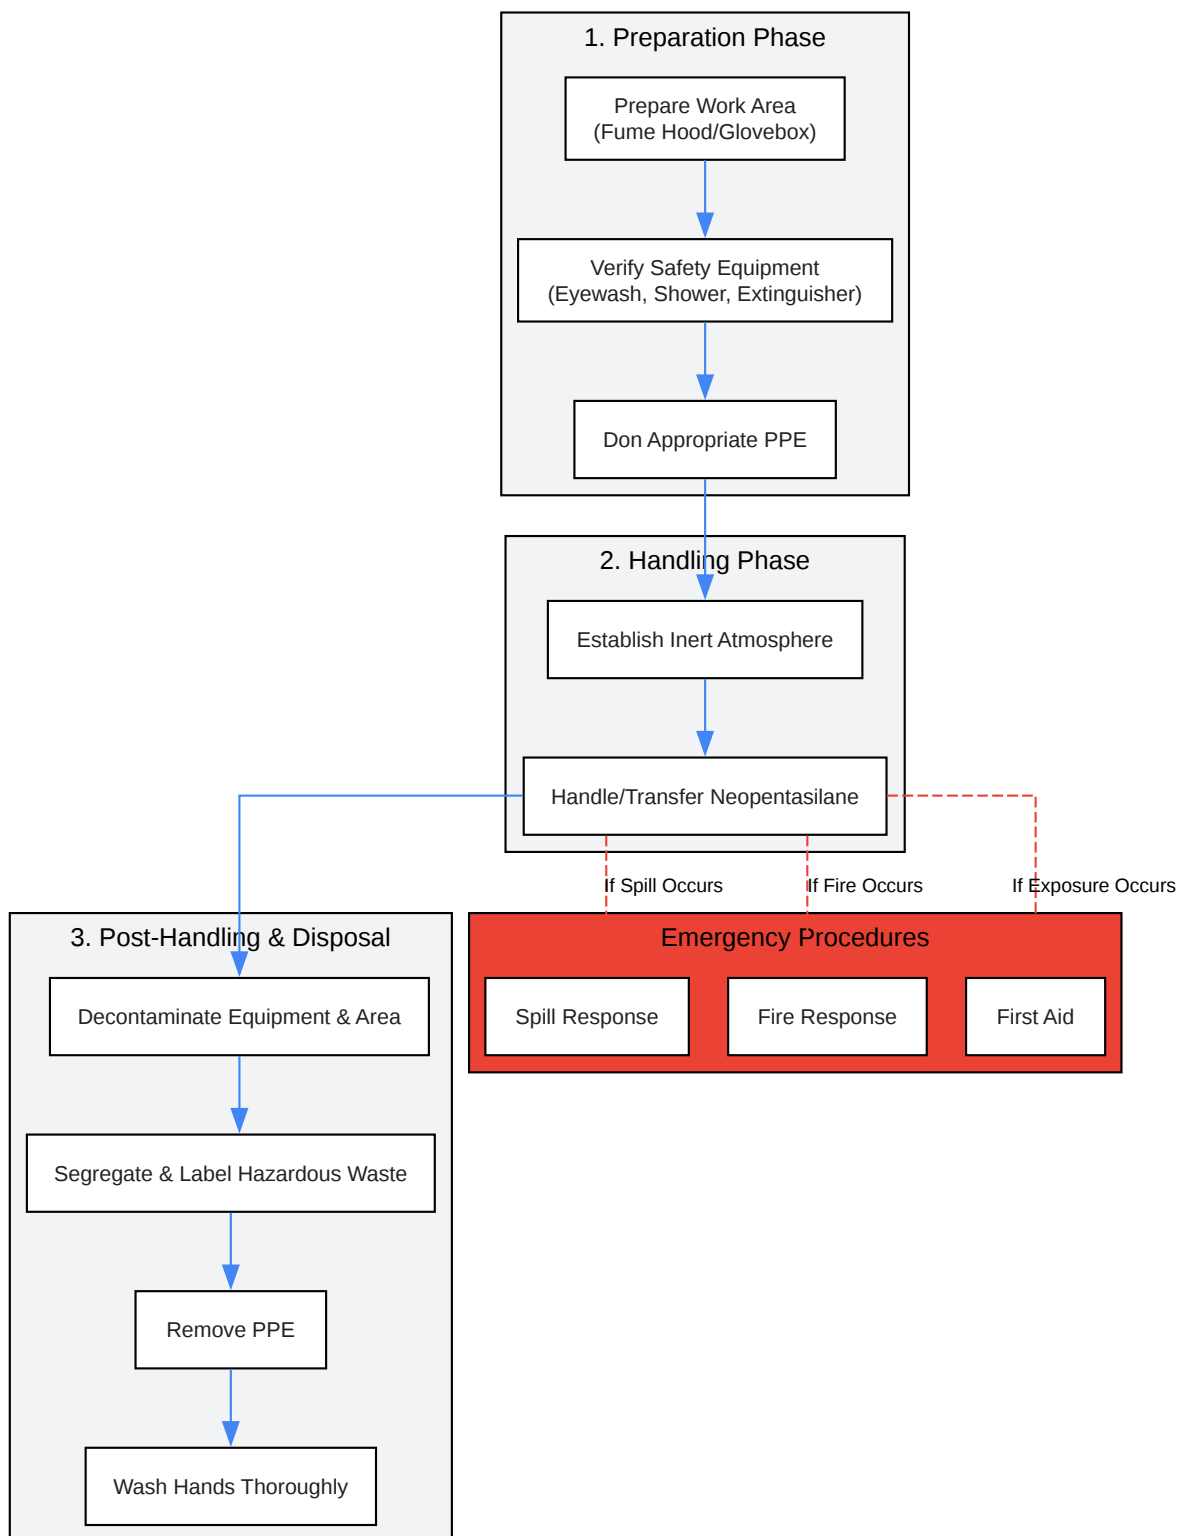 1. Preparation Phase
Prepare Work Area
(Fume Hood/Glovebox)
Verify Safety Equipment
(Eyewash, Shower, Extinguisher)
Don Appropriate PPE
2. Handling Phase
Establish Inert Atmosphere
Handle/Transfer Neopentasilane
If Spill Occurs
If Fire Occurs
If Exposure Occurs
3. Post-Handling & Disposal
Decontaminate Equipment & Area
Segregate & Label Hazardous Waste
Remove PPE
Wash Hands Thoroughly
Emergency Procedures
Spill Response
Fire Response
First Aid